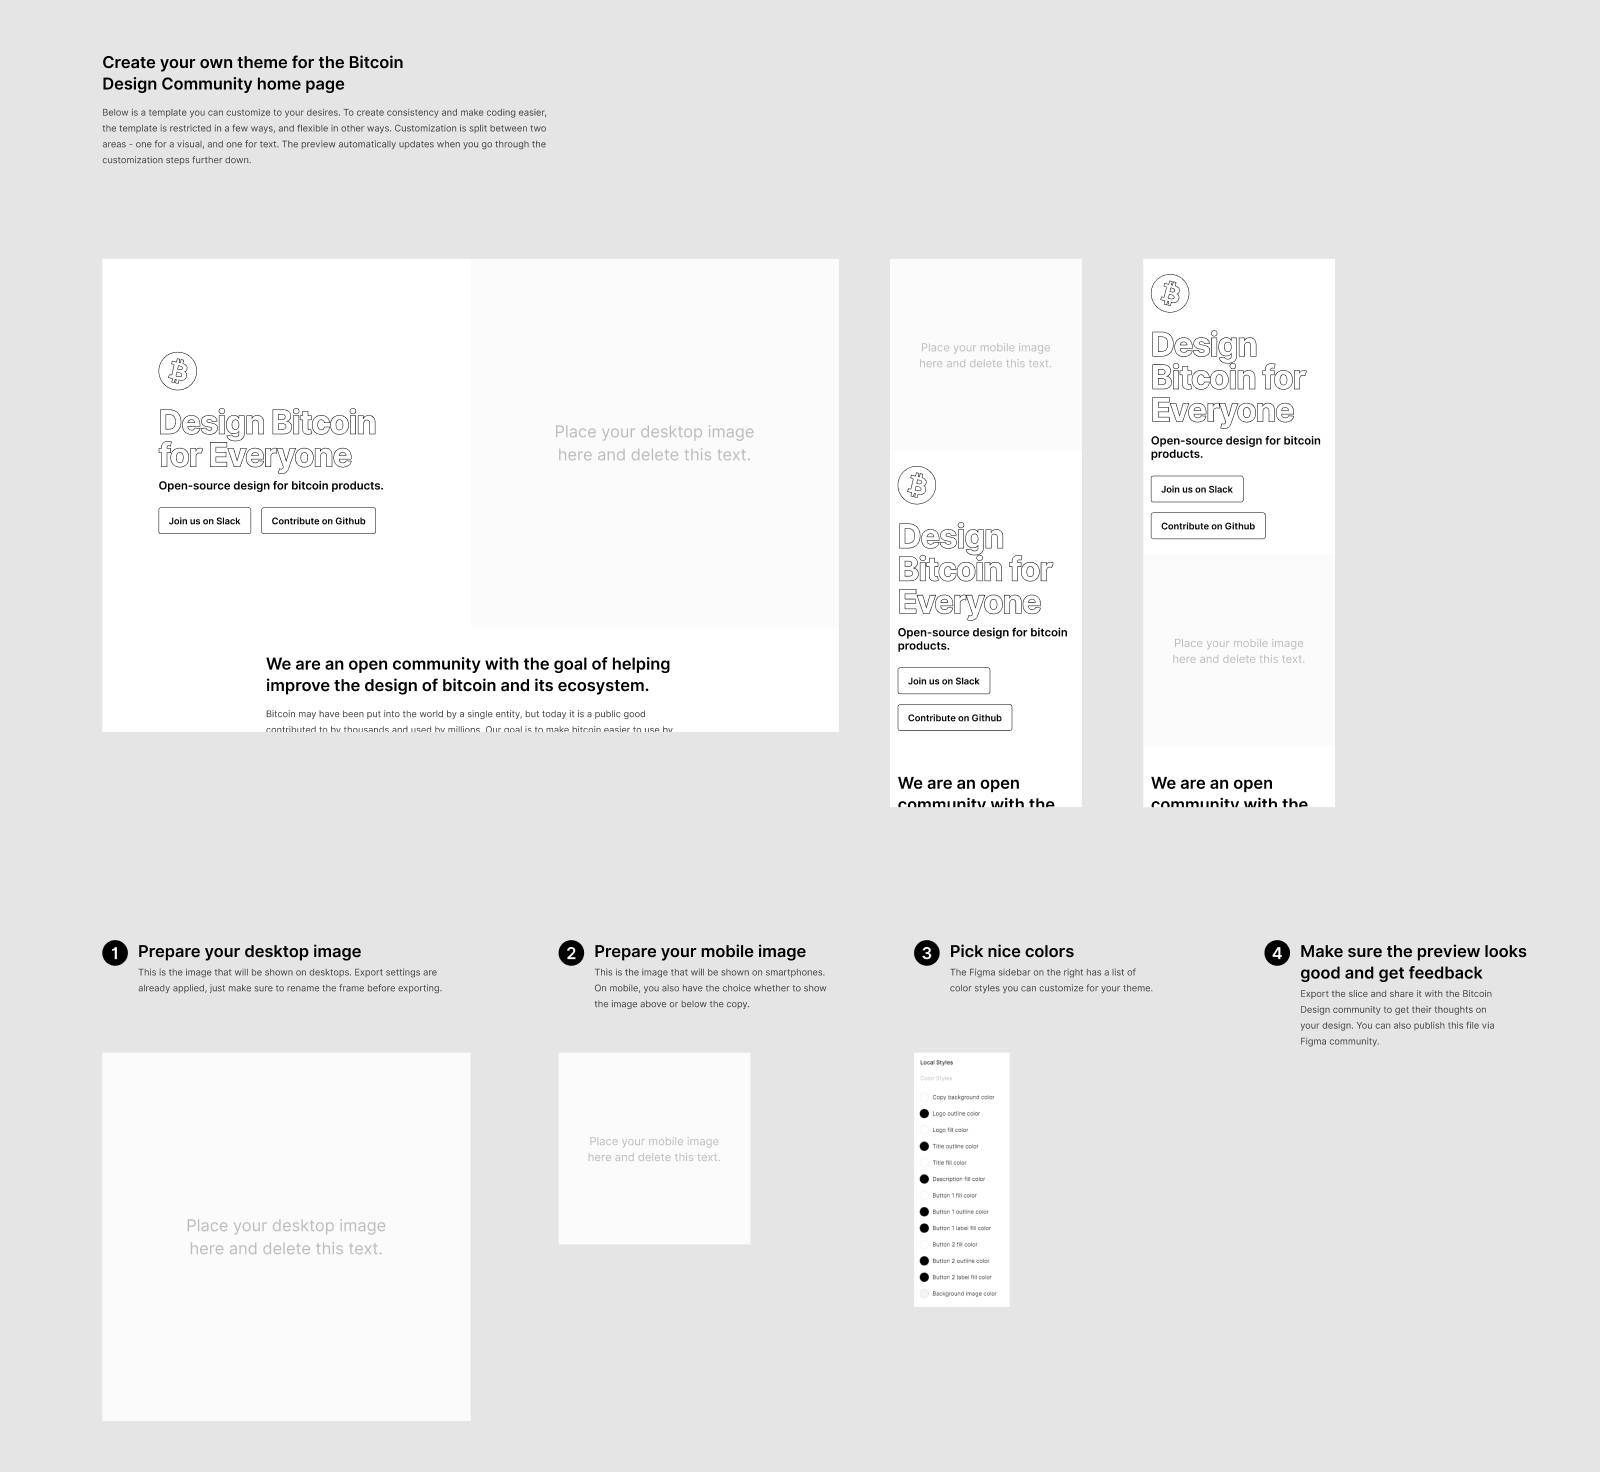 Create your own theme for the Bitcoin
Design Community home page
Below is a template you can customize to your desires. To create consistency and make coding easier,
the template is restricted in a few ways, and flexible in other ways. Customization is split between two
areas - one for a visual, and one for text. The preview automatically updates when you go through the
customization steps further down.
Design Bitcoin
for Everyone
Open-source design for bitcoin products.
Join us on Slack
Contribute on Github
Place your desktop image
here and delete this text.
We are an open community with the goal of helping
improve the design of bitcoin and its ecosystem.
Bitcoin may have been put into the world by a single entity, but today it is a public good
contributed to by thousands and used by millions. Our goal is to make bitcoin easier to use by
Place your mobile image
here and delete this text.
Design
Bitcoin for
Everyone
Open-source design for bitcoin
products.
Join us on Slack
Contribute on Github
We are an open
community with the
Design
Bitcoin for
Everyone
Open-source design for bitcoin
products.
Join us on Slack
Contribute on Github
Place your mobile image
here and delete this text.
We are an open
community with the
1
Prepare your desktop image
This is the image that will be shown on desktops. Export settings are
already applied, just make sure to rename the frame before exporting.
Place your desktop image
here and delete this text.
2
Prepare your mobile image
This is the image that will be shown on smartphones.
On mobile, you also have the choice whether to show
the image above or below the copy.
Place your mobile image
here and delete this text.
3
Pick nice colors
The Figma sidebar on the right has a list of
color styles you can customize for your theme.
Local Styles
Color Styles
Copy background color
Logo outline color
Logo fill color
Title outline color
Title fill color
Description fill color
Button 1 fill color
Button 1 outline color
Button 1 label fill color
Button 2 fill color
Button 2 outline color
Button 2 label fill color
Background image color
4
Make sure the preview looks
good and get feedback
Export the slice and share it with the Bitcoin
Design community to get their thoughts on
your design. You can also publish this file via
Figma community.